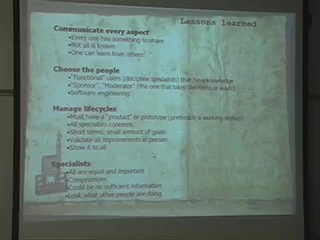 Lessons learned
Communicate every aspect
•Every one has something to share
•Not all is known
•One can learn from others
Choose the people
•"Functional" users (discipline specialists) that have knowledge
•"Sponsor", "Moderator" (the one that takes decisions or leads)
•Software engineering
Manage lifecycles
•Must have a "product" or prototype (preferably a working system)
•All specialists concerns
•Short terms, small amount of goals
•Validate all improvements in person
•Show it to all
Specialists
•All are equal and important
•Compromises
•Could be no sufficient information
•Look what other people are doing